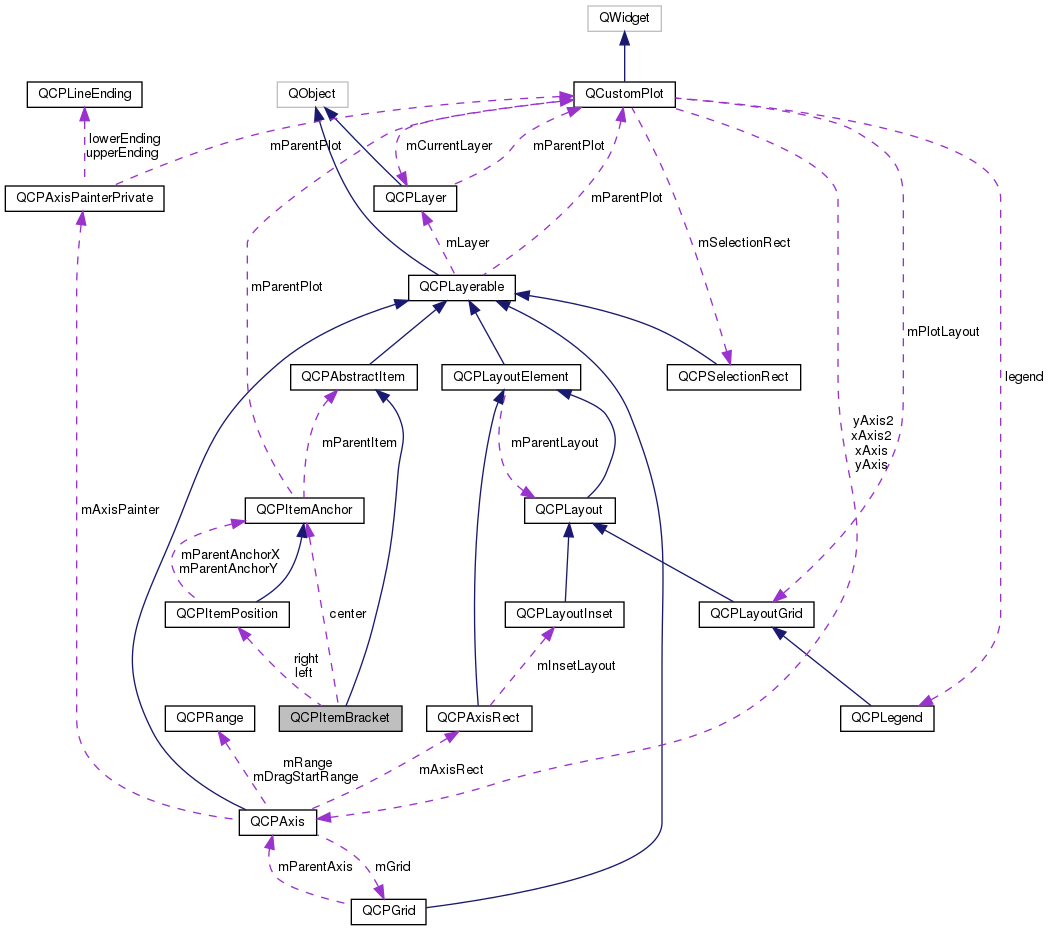 QWidget
QCPLineEnding
QObject
QCustomPlot
lowerEnding
upperEnding
mParentPlot
mCurrentLayer
mParentPlot
QCPAxisPainterPrivate
QCPLayer
mParentPlot
mLayer
mSelectionRect
mParentPlot
QCPLayerable
mPlotLayout
QCPAbstractItem
QCPLayoutElement
QCPSelectionRect
legend
mParentItem
mParentLayout
yAxis2
xAxis2
xAxis
yAxis
mAxisPainter
QCPItemAnchor
QCPLayout
mParentAnchorX
mParentAnchorY
QCPItemPosition
center
QCPLayoutInset
QCPLayoutGrid
right
left
mInsetLayout
QCPRange
QCPItemBracket
QCPAxisRect
QCPLegend
mRange
mDragStartRange
mAxisRect
QCPAxis
mParentAxis
mGrid
QCPGrid